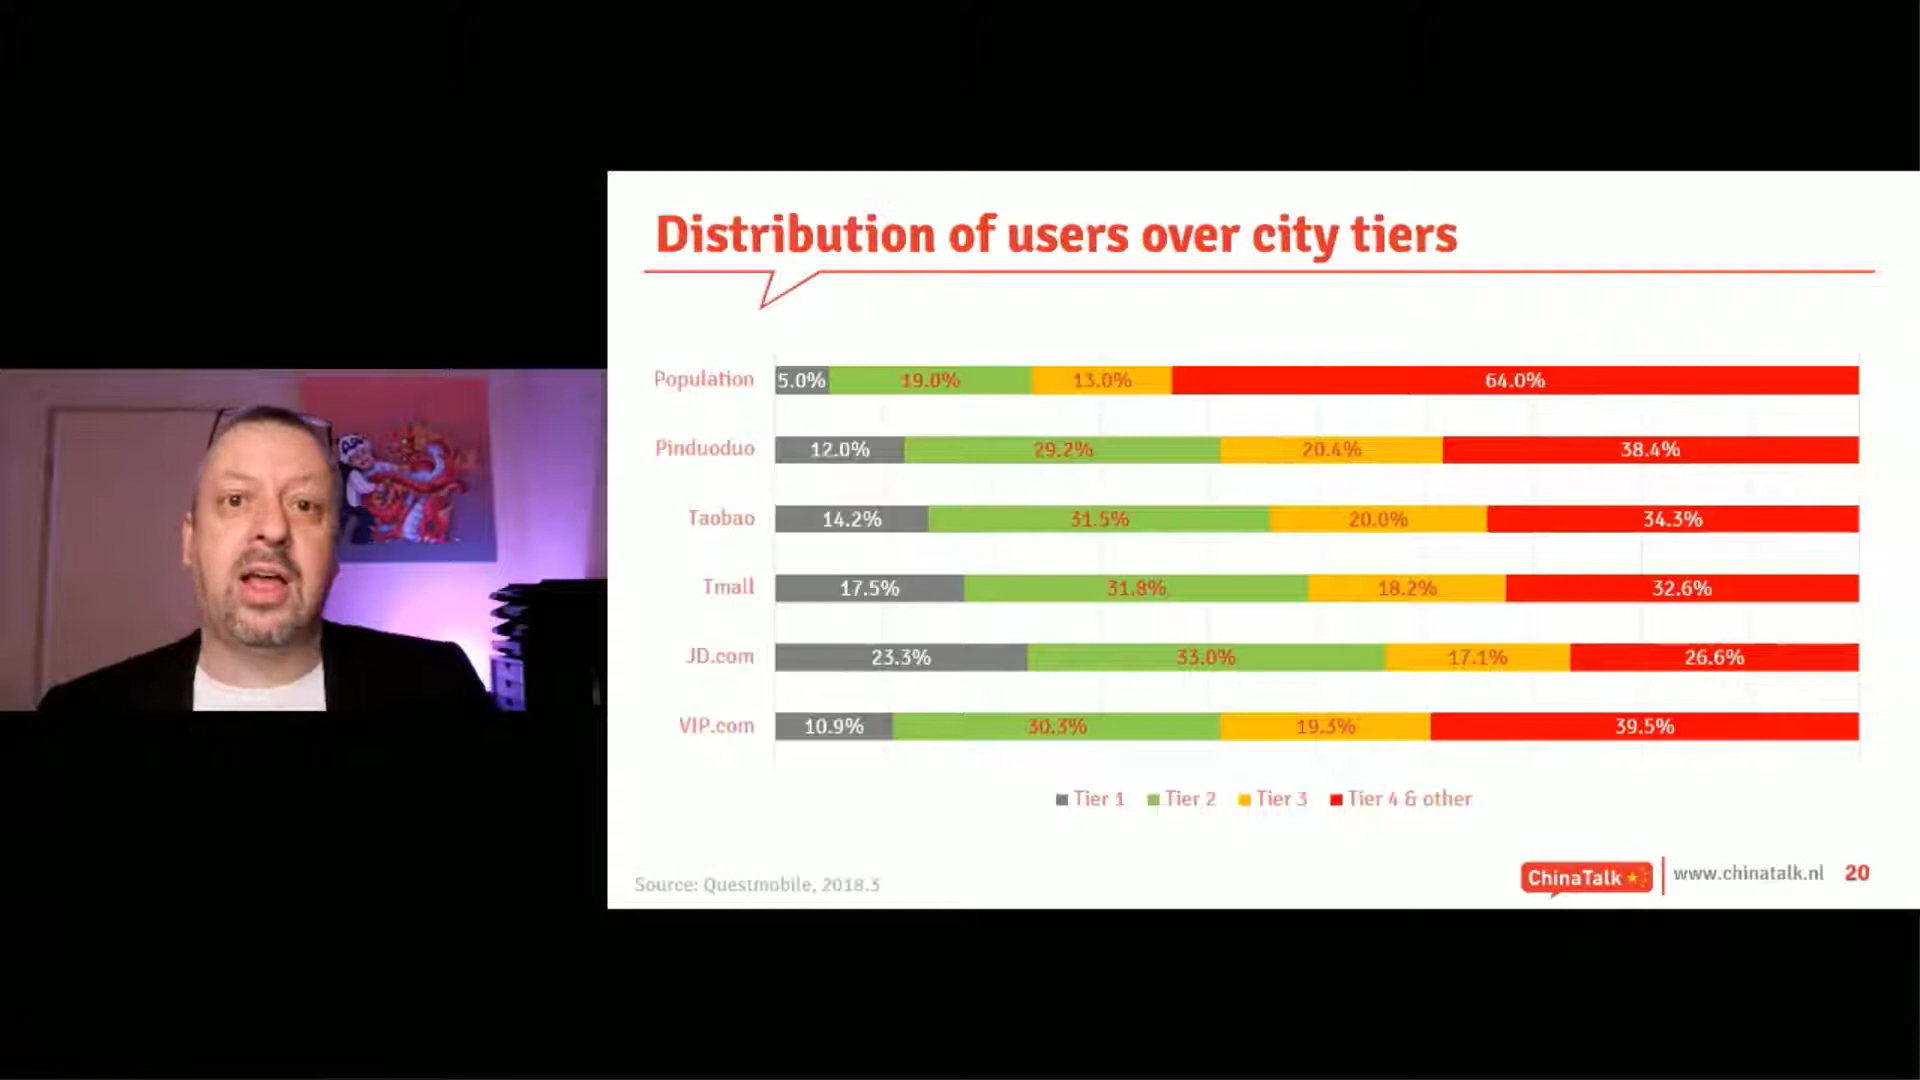 Distribution of users over city tiers
Population 5.0% 19.0% 13.0% 64.0%
Pinduoduo 12.0% 29.2% 20.4% 38.4%
Taobao 14.2% 31.5% 20.0% 34.3%
Tmall 17.5% 31.8% 18.2% 32.6%
JD.com 23.3% 33.0% 17.1% 26.6%
VIP.com 10.9% 30.3% 19.3% 39.5%
Tier 1 Tier 2 Tier 3 Tier 4 & other
Source: Questmobile, 2018.3
ChinaTalk www.chinatalk.nl 20